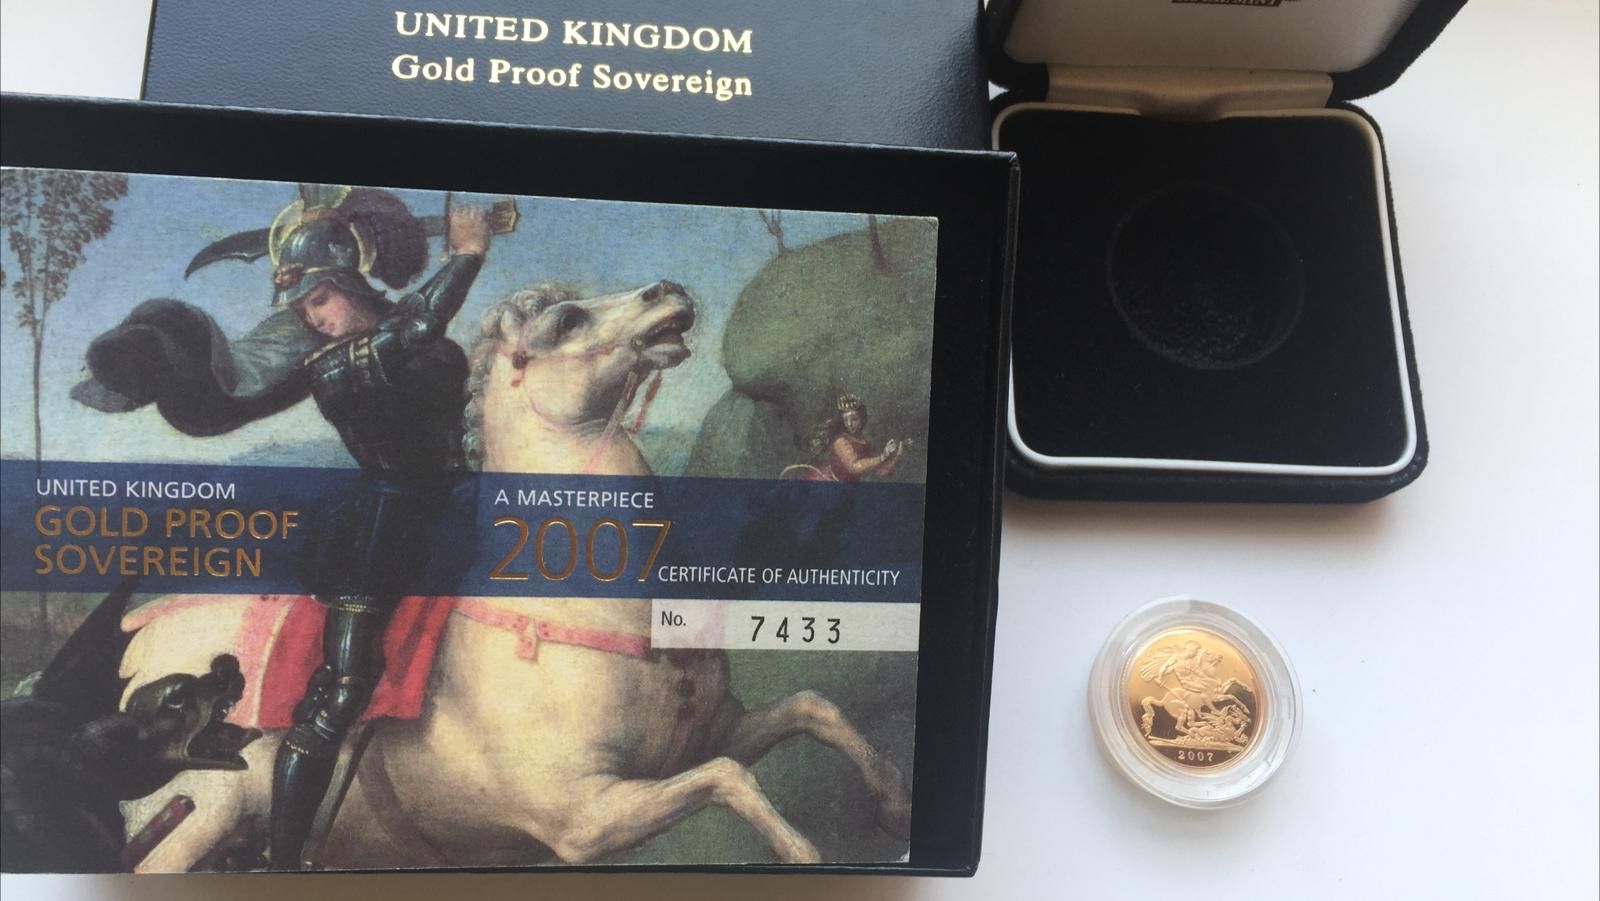 UNITED KINGDOM
Gold Proof Sovereign
UNITED KINGDOM
GOLD PROOF
SOVEREIGN
A MASTERPIECE
2007
CERTIFICATE OF AUTHENTICITY
No. 7433
2007